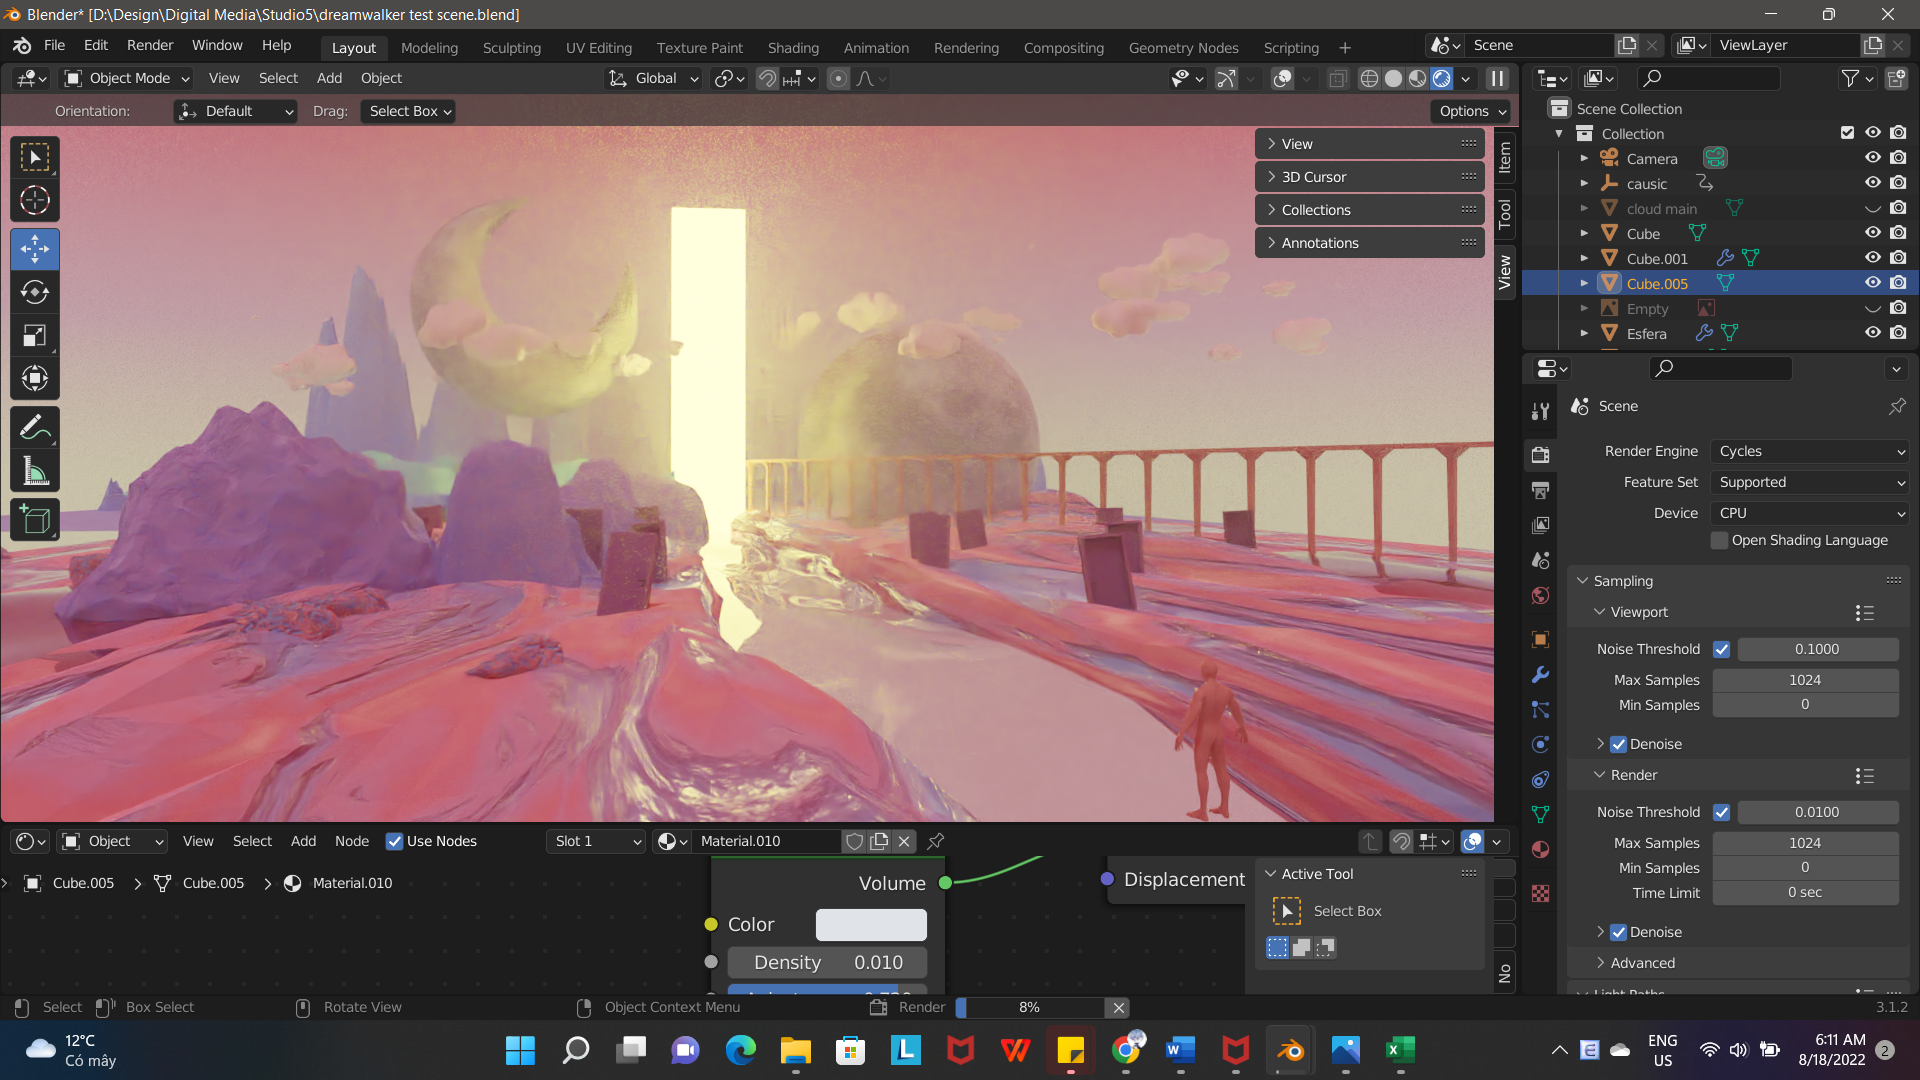 Blender* [D:\Design\Digital Media\Studio5\dreamwalker test scene.blend]
File Edit Render Window Help Layout Modeling Sculpting UV Editing Texture Paint Shading Animation Rendering Compositing Geometry Nodes Scripting Scene ViewLayer
Object Mode View Select Add Object Global
Orientation: Default Drag: Select Box Options
View
3D Cursor
Collections
Annotations
Item
Tool
View
Scene Collection
Collection
Camera
causic
cloud main
Cube
Cube.001
Cube.005
Empty
Esfera
Scene
Render Engine Cycles
Feature Set Supported
Device CPU
Open Shading Language
Sampling
Viewport
Noise Threshold 0.1000
Max Samples 1024
Min Samples 0
Denoise
Render
Noise Threshold 0.0100
Max Samples 1024
Min Samples 0
Time Limit 0 sec
Denoise
Advanced
Light Paths
Object View Select Add Node Use Nodes Slot 1 Material.010
Cube.005 Cube.005 Material.010
Volume
Color
Density 0.010
Displacement
Active Tool
Select Box
No
Select Box Select Rotate View Object Context Menu Render 8% 3.1.2
12°C
Có mây
ENG
US
6:11 AM
8/18/2022
2